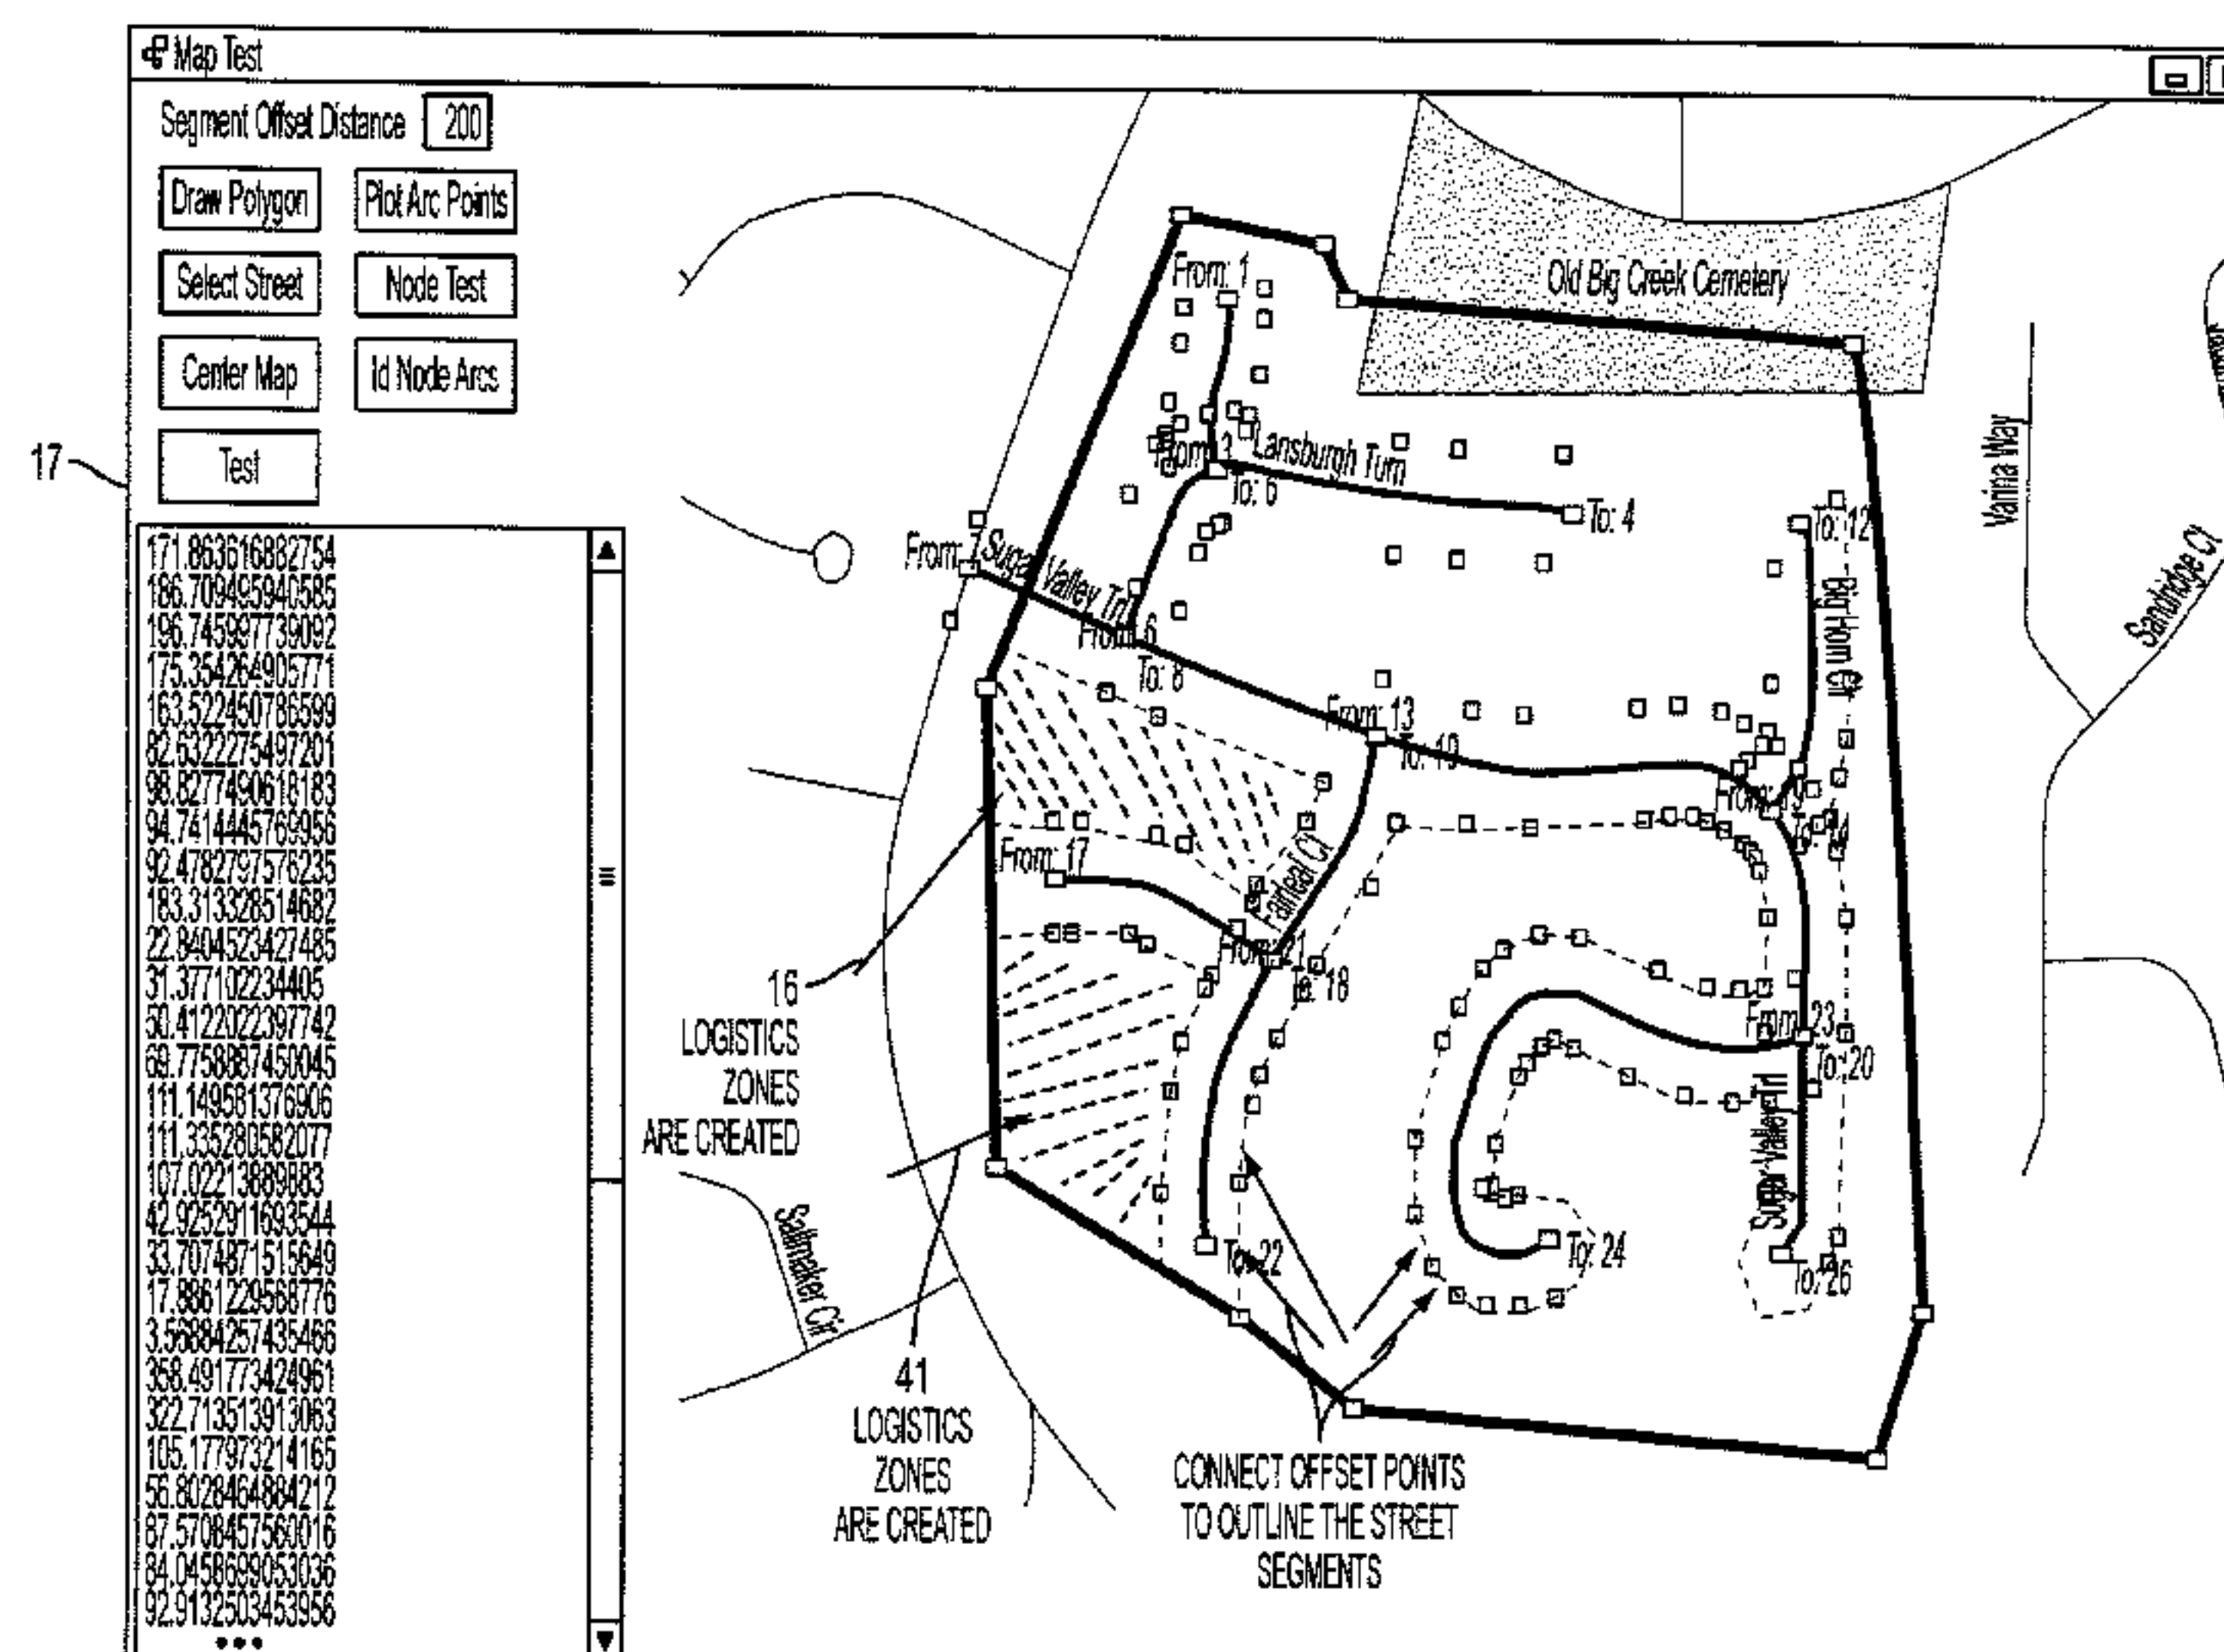 Map Test
Segment Offset Distance 200
Draw Polygon Plot Arc Points
Select Street Node Test
Center Map Id Node Arcs
Test
17
171.863616882754
186.709495940585
196.745997739092
175.354264905771
163.522450786599
82.6322275497201
98.8277490618183
94.7414445769956
92.4782797576235
183.313328514682
22.8404523427485
31.377102234405
50.4122022397742
69.7758887450045
111.149581376906
111.335280582077
107.02213889883
42.9252911693544
33.7074871515649
17.8861229568776
3.56884257435466
358.491773424961
322.713513913063
105.177973214165
56.8028464884212
87.5708457560016
84.0458699053036
92.9132503453956
•••
Old Big Creek Cemetery
From: 1
Lansburgh Turn
To: 6
To: 4
To: 12
Big Horn Cir
Varina Way
Sandridge Ct
From: 7
Sugar Valley Trl
From: 6
To: 8
From: 13
To: 19
From: 17
Fairleaf Ct
To: 18
From: 23
To: 20
Sugar Valley Trl
To: 22
To: 24
To: 26
Saltmaker Cir
16
LOGISTICS
ZONES
ARE CREATED
41
LOGISTICS
ZONES
ARE CREATED
CONNECT OFFSET POINTS
TO OUTLINE THE STREET
SEGMENTS